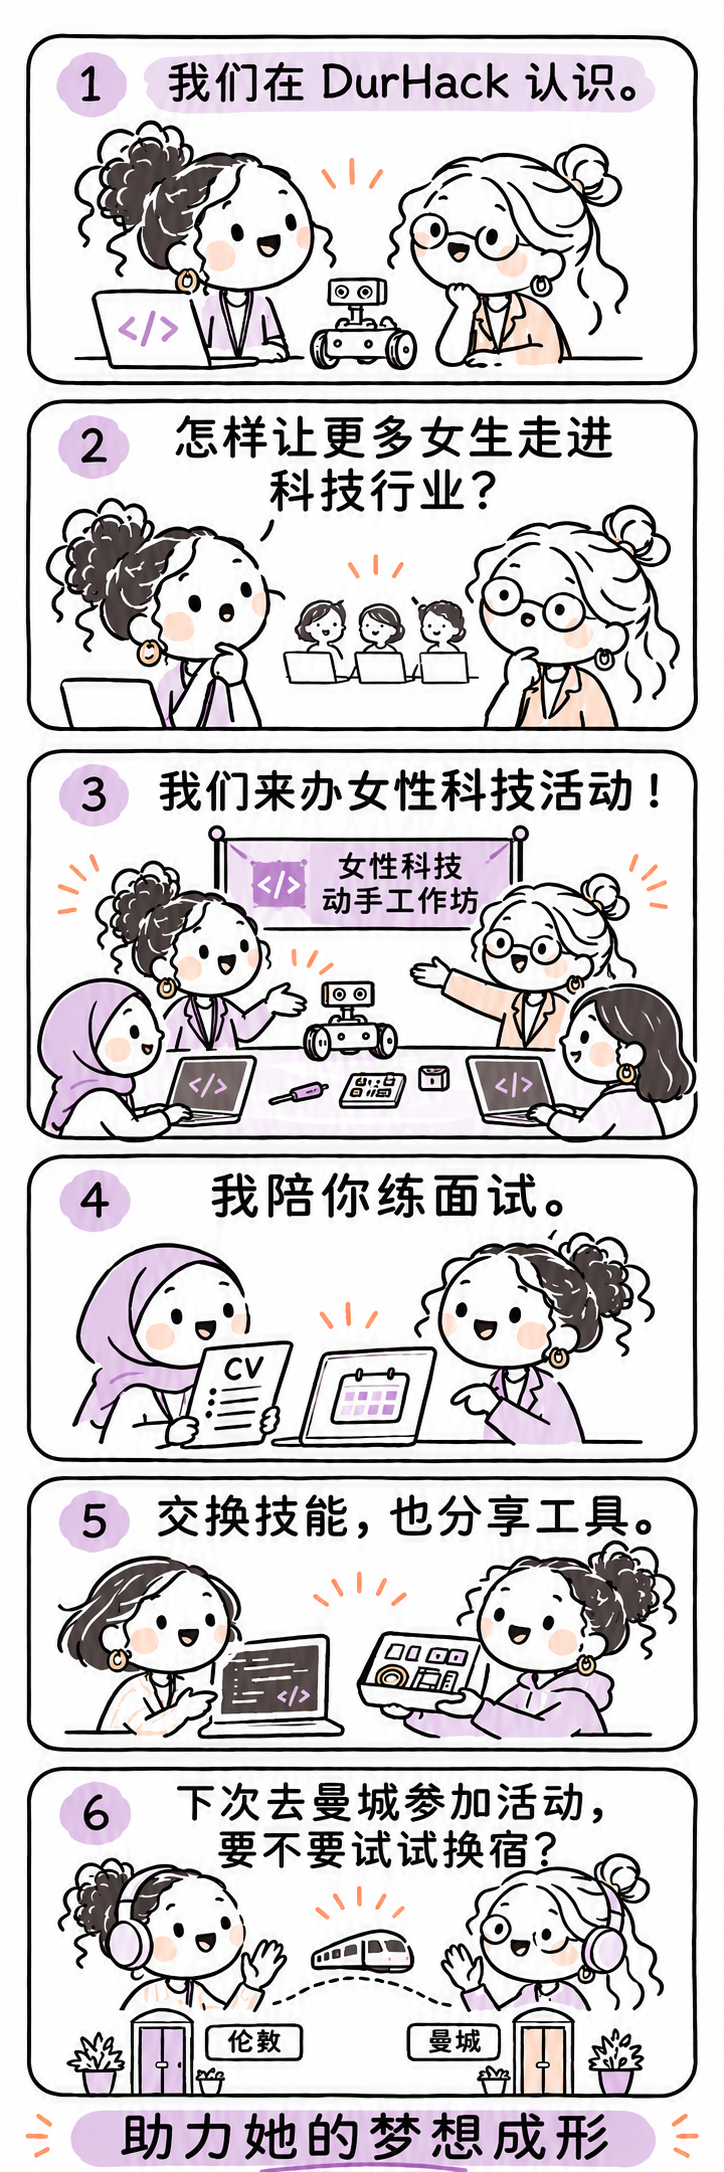 1
我们在 DurHack 认识。
</>
2
怎样让更多女生走进
科技行业?
3
我们来办女性科技活动!
</>
女性科技
动手工作坊
</>
</>
4
我陪你练面试。
CV
5
交换技能,也分享工具。
</>
6
下次去曼城参加活动,
要不要试试换宿?
伦敦
曼城
助力她的梦想成形